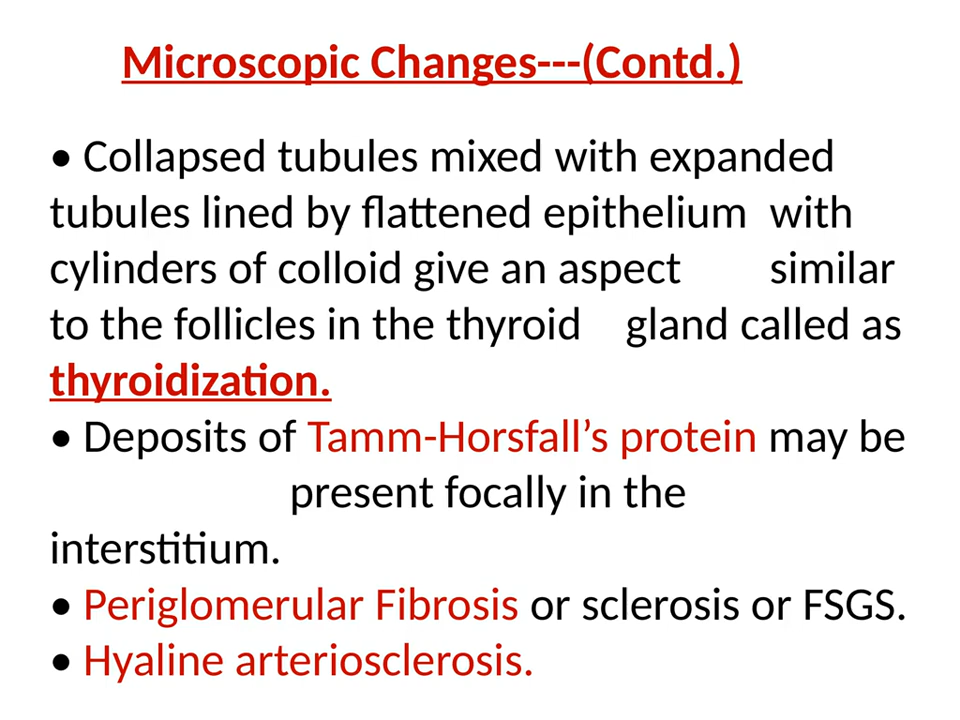 Microscopic Changes---(Contd.)
• Collapsed tubules mixed with expanded
tubules lined by flattened epithelium with
cylinders of colloid give an aspect similar
to the follicles in the thyroid gland called as
thyroidization.
• Deposits of Tamm-Horsfall’s protein may be
present focally in the
interstitium.
• Periglomerular Fibrosis or sclerosis or FSGS.
• Hyaline arteriosclerosis.